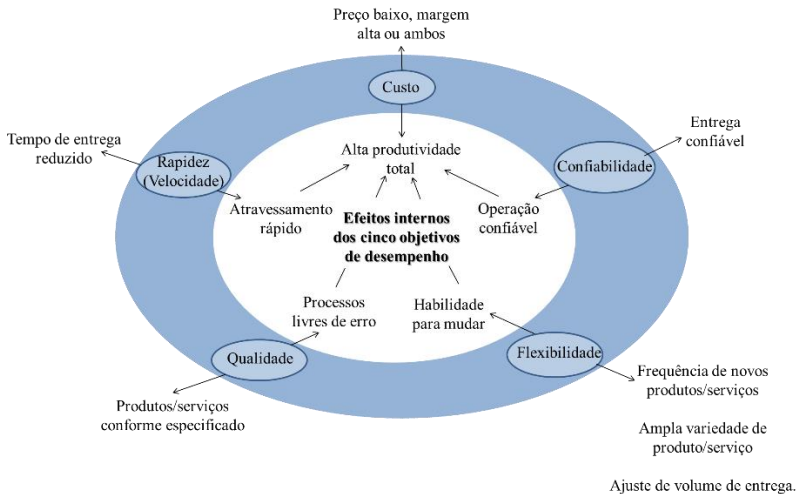 Preço baixo, margem
alta ou ambos
Custo
Entrega
confiável
Tempo de entrega
reduzido
Rapidez
(Velocidade)
Confiabilidade
Alta produtividade
total
Atravessamento
rápido
Operação
confiável
Efeitos internos
dos cinco objetivos
de desempenho
Processos
livres de erro
Habilidade
para mudar
Qualidade
Flexibilidade
Produtos/serviços
conforme especificado
Frequência de novos
produtos/serviços
Ampla variedade de
produto/serviço
Ajuste de volume de entrega.